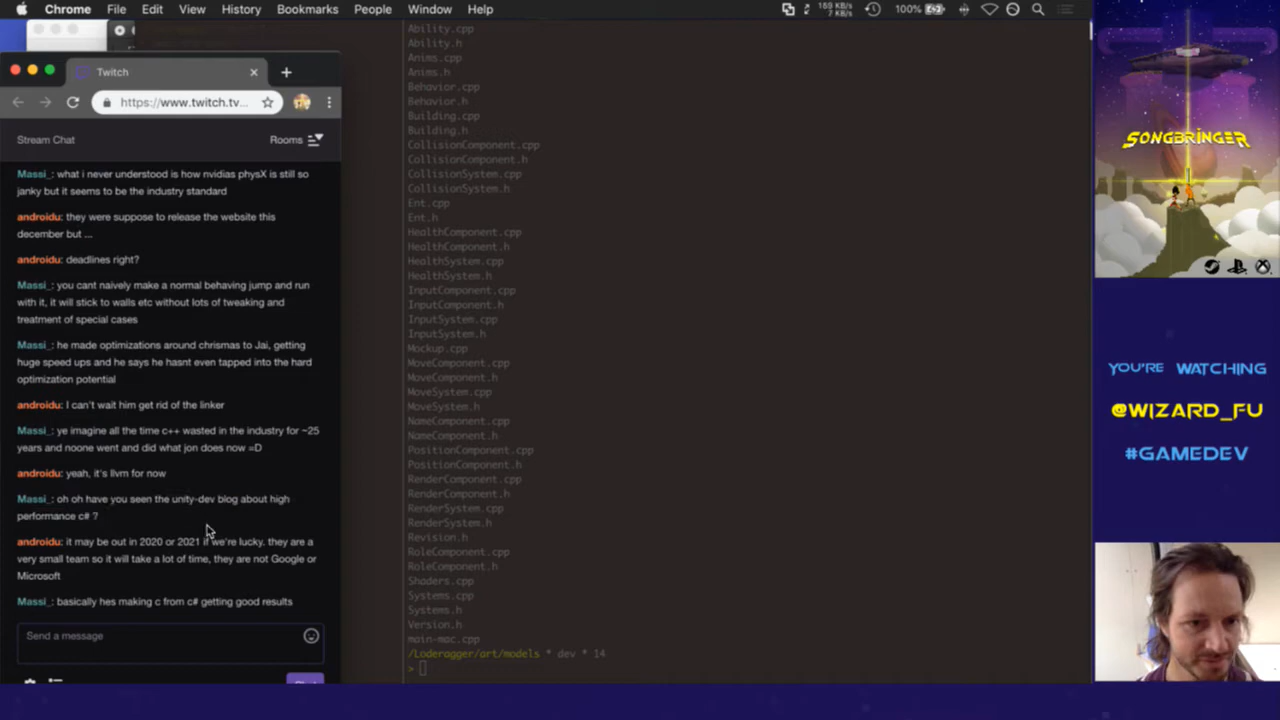 Chrome File Edit View History Bookmarks People Window Help
169 KB/s
7 KB/s
100%
Twitch
https://www.twitch.tv...
Stream Chat
Rooms
Massi_: what i never understood is how nvidias physX is still so
janky but it seems to be the industry standard
androidu: they were suppose to release the website this
december but ...
androidu: deadlines right?
Massi_: you cant naively make a normal behaving jump and run
with it, it will stick to walls etc without lots of tweaking and
treatment of special cases
Massi_: he made optimizations around chrismas to Jai, getting
huge speed ups and he says he hasnt even tapped into the hard
optimization potential
androidu: I can't wait him get rid of the linker
Massi_: ye imagine all the time c++ wasted in the industry for ~25
years and noone went and did what jon does now =D
androidu: yeah, it's llvm for now
Massi_: oh oh have you seen the unity-dev blog about high
performance c# ?
androidu: it may be out in 2020 or 2021 if we're lucky. they are a
very small team so it will take a lot of time, they are not Google or
Microsoft
Massi_: basically hes making c from c# getting good results
Send a message
Ability.cpp
Ability.h
Anims.cpp
Anims.h
Behavior.cpp
Behavior.h
Building.cpp
Building.h
CollisionComponent.cpp
CollisionComponent.h
CollisionSystem.cpp
CollisionSystem.h
Ent.cpp
Ent.h
HealthComponent.cpp
HealthComponent.h
HealthSystem.cpp
HealthSystem.h
InputComponent.cpp
InputComponent.h
InputSystem.cpp
InputSystem.h
Mockup.cpp
MoveComponent.cpp
MoveComponent.h
MoveSystem.cpp
MoveSystem.h
NameComponent.cpp
NameComponent.h
PositionComponent.cpp
PositionComponent.h
RenderComponent.cpp
RenderComponent.h
RenderSystem.cpp
RenderSystem.h
Revision.h
RoleComponent.cpp
RoleComponent.h
Shaders.cpp
Systems.cpp
Systems.h
Version.h
main-mac.cpp
/Loderagger/art/models * dev * 14
>
SONGBRINGER
YOU'RE WATCHING
@WIZARD_FU
#GAMEDEV